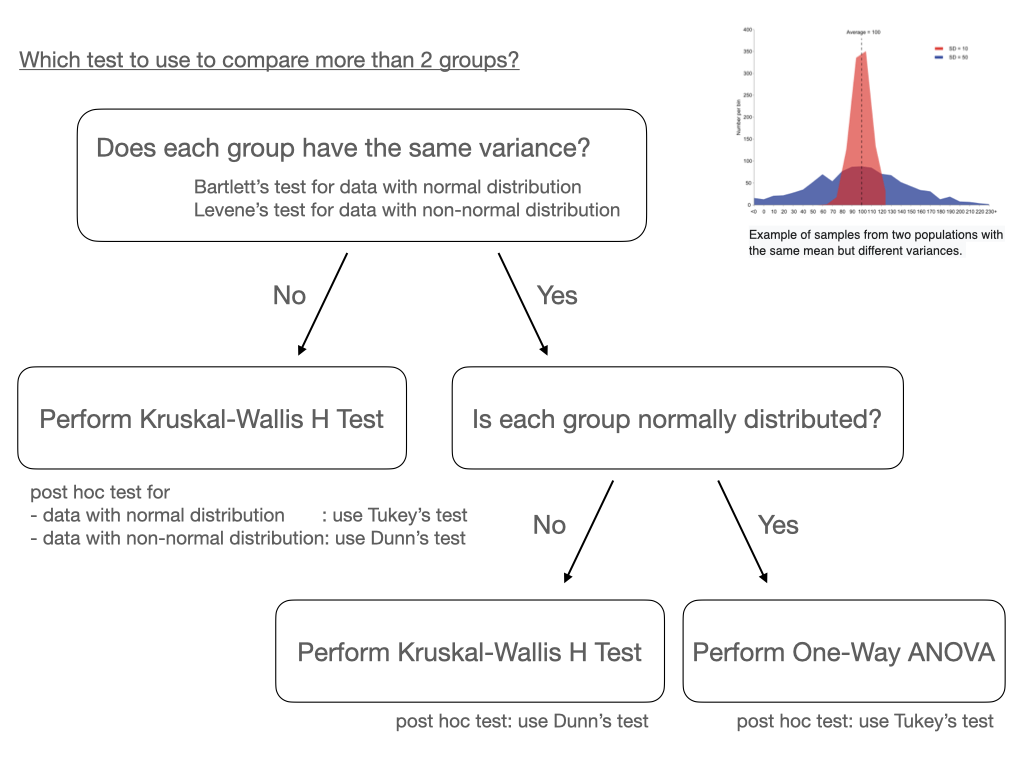 Which test to use to compare more than 2 groups?
Does each group have the same variance?
Bartlett’s test for data with normal distribution
Levene’s test for data with non-normal distribution
Average = 100
SD = 10
SD = 50
Number per bin
400
350
300
250
200
150
100
50
0
<0 0 10 20 30 40 50 60 70 80 90 100 110 120 130 140 150 160 170 180 190 200 210 220 230+
Example of samples from two populations with
the same mean but different variances.
No
Yes
Perform Kruskal-Wallis H Test
Is each group normally distributed?
post hoc test for
- data with normal distribution : use Tukey’s test
- data with non-normal distribution: use Dunn’s test
No
Yes
Perform Kruskal-Wallis H Test
Perform One-Way ANOVA
post hoc test: use Dunn’s test
post hoc test: use Tukey’s test